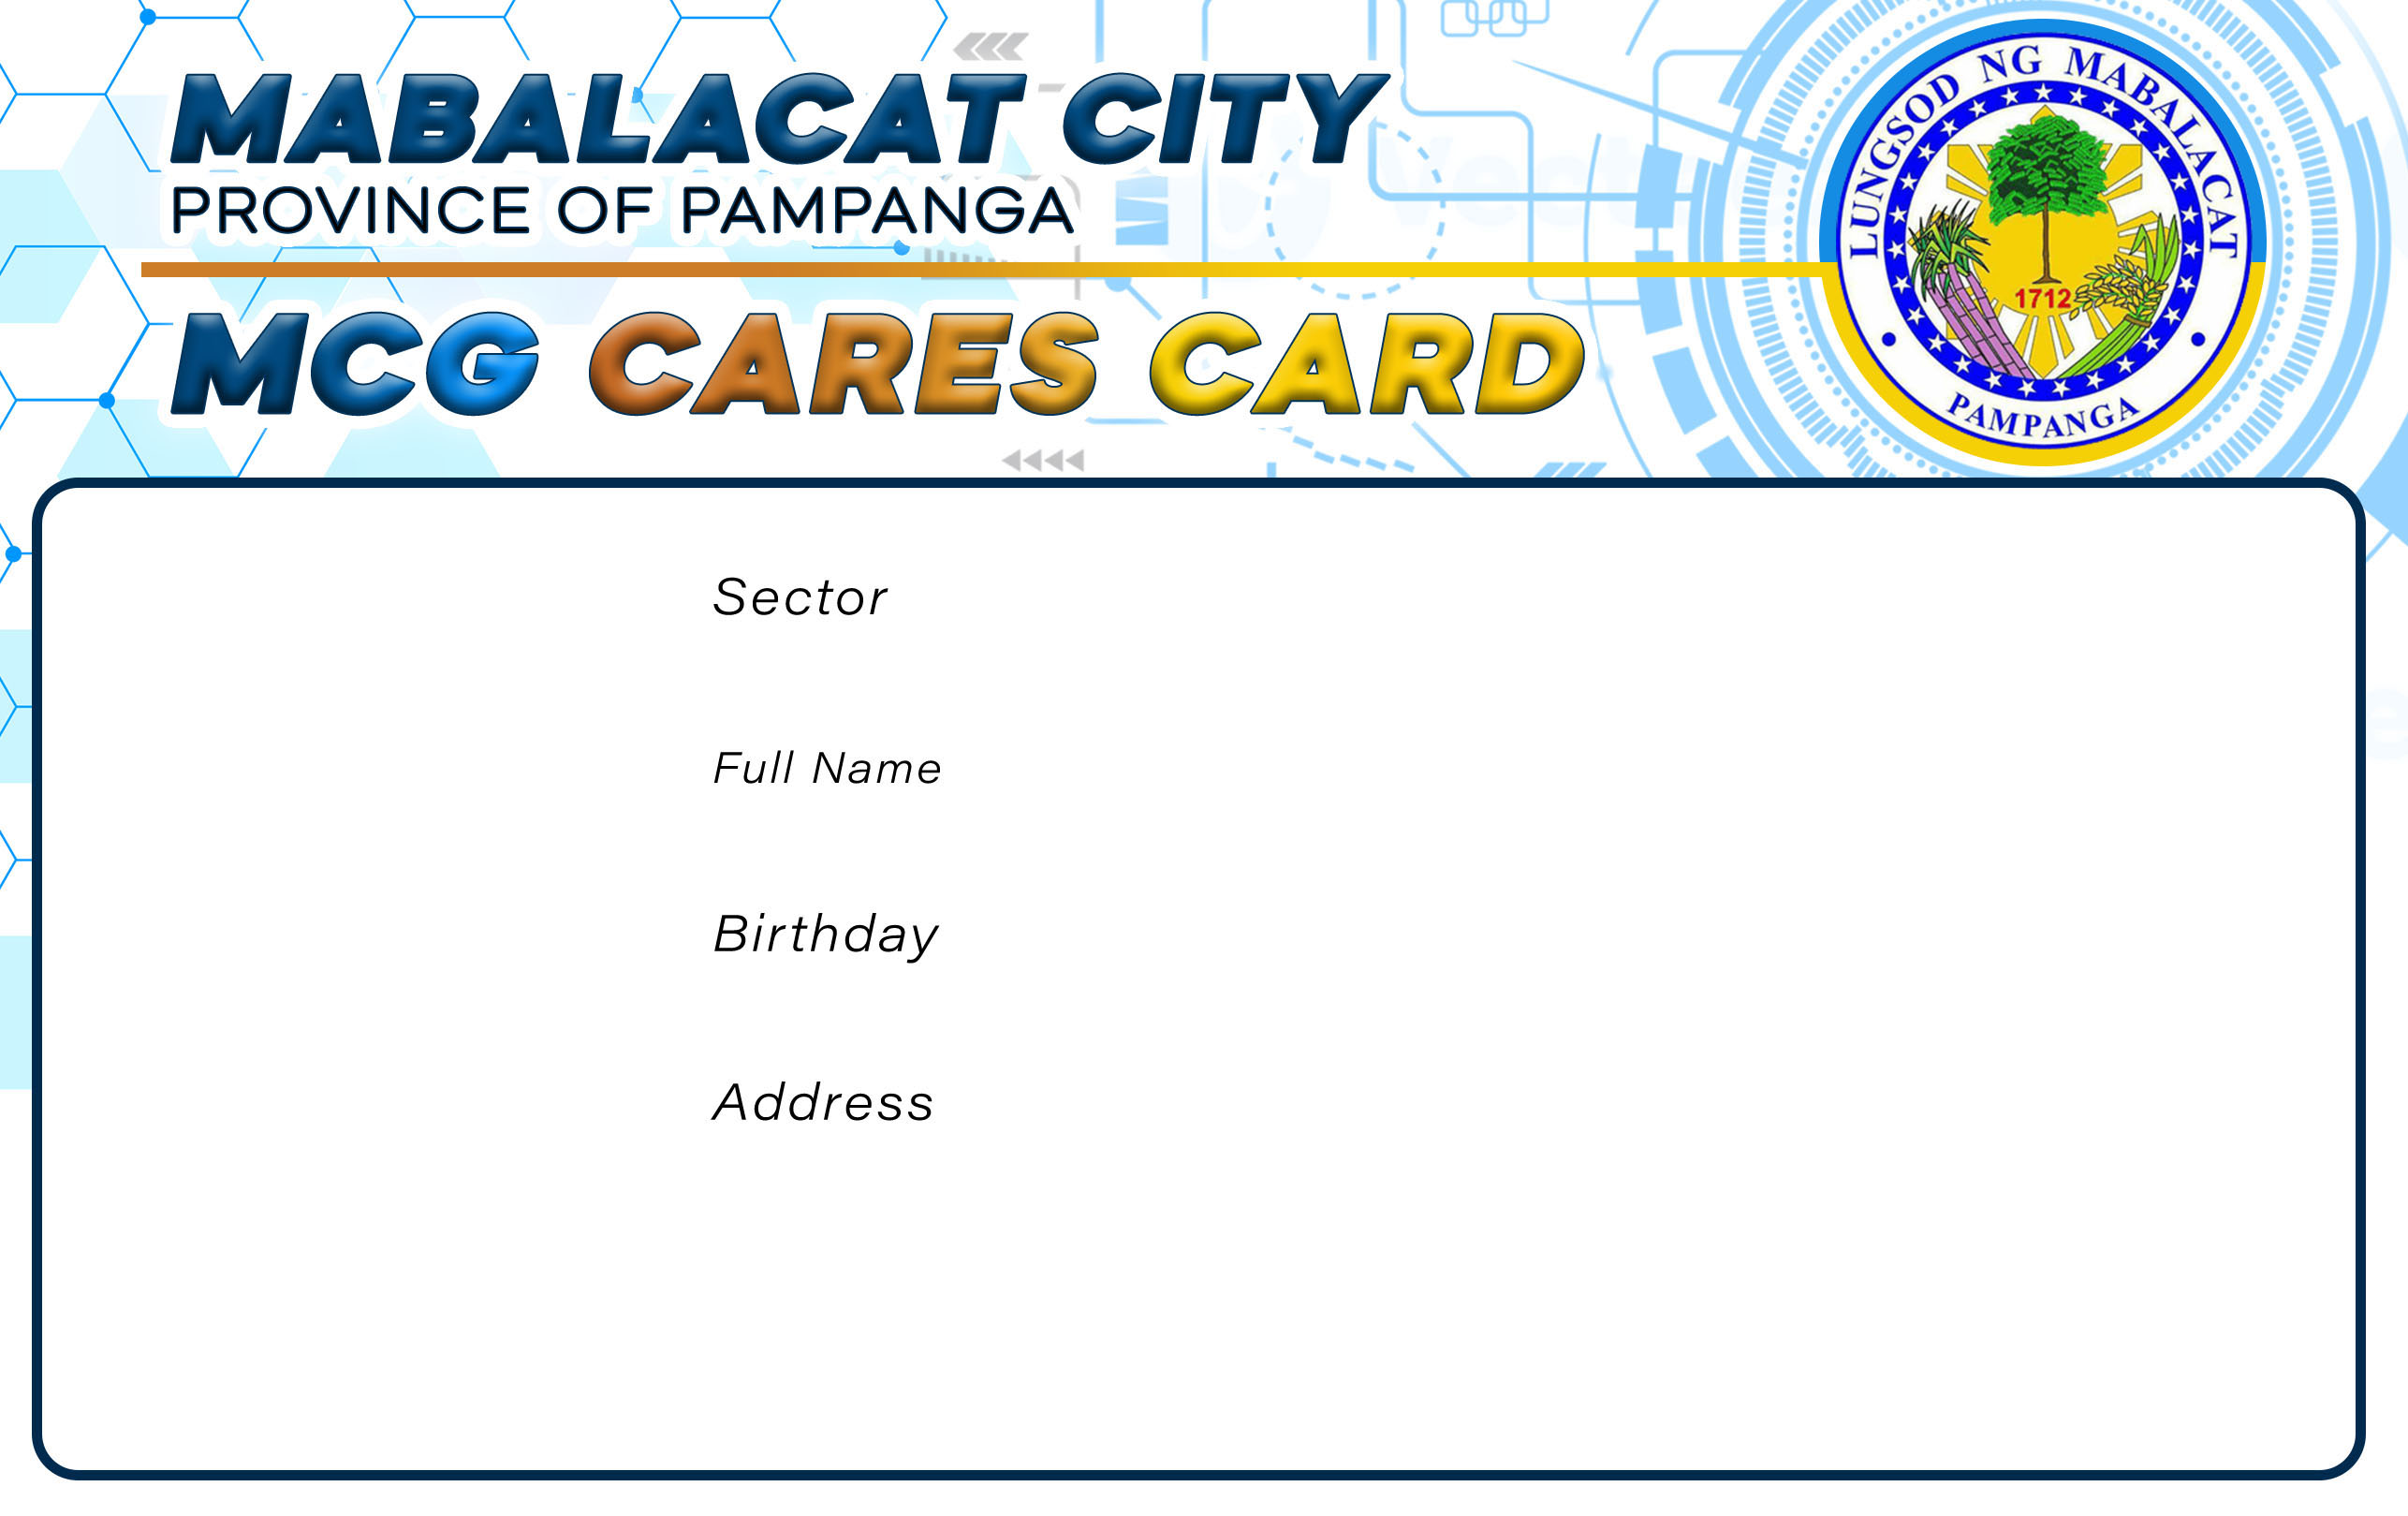 MABALACAT CITY
PROVINCE OF PAMPANGA
MCG CARES CARD
LUNGSOD NG MABALACAT
1712
PAMPANGA
Sector
Full Name
Birthday
Address